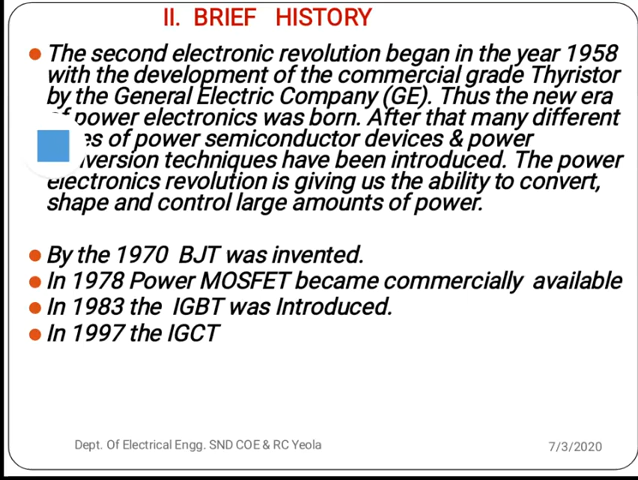 II. BRIEF HISTORY
The second electronic revolution began in the year 1958
with the development of the commercial grade Thyristor
by the General Electric Company (GE). Thus the new era
power electronics was born. After that many different
of power semiconductor devices & power
techniques have been introduced. The power
electronics revolution is giving us the ability to convert,
shape and control large amounts of power.
By the 1970 BJT was invented.
In 1978 Power MOSFET became commercially available
In 1983 the IGBT was Introduced.
In 1997 the IGCT
Dept. Of Electrical Engg. SND COE & RC Yeola
7/3/2020